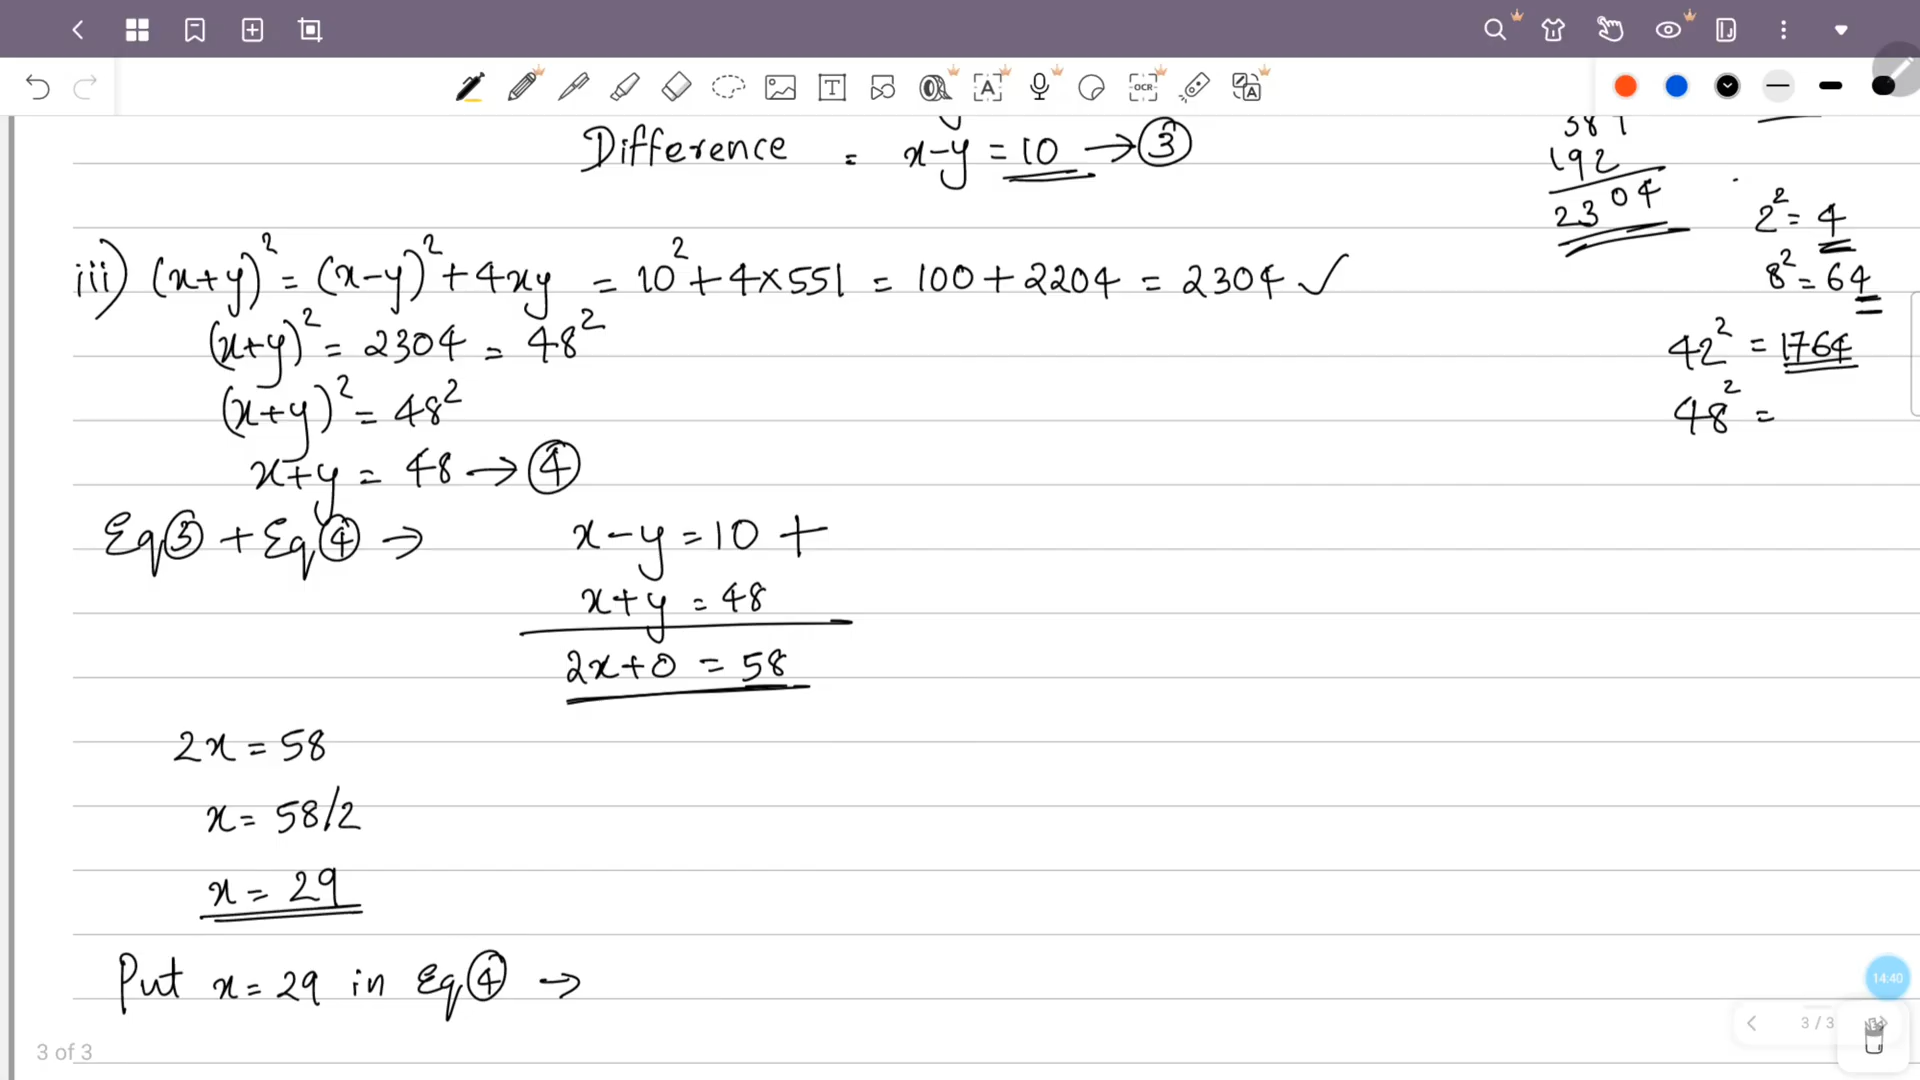 Difference = x-y = 10 → ③
384
192
2304
2² = 4
8² = 64
42² = 1764
48² =
iii) (x+y)² = (x-y)² + 4xy = 10² + 4×551 = 100 + 2204 = 2304 ✓
(x+y)² = 2304 = 48²
(x+y)² = 48²
x+y = 48 → ④
Eq③ + Eq④ →
x-y = 10 +
x+y = 48
2x+0 = 58
2x = 58
x = 58/2
x = 29
Put x = 29 in Eq④ →
14:40
3 / 3
3 of 3
T
A
OCR
A